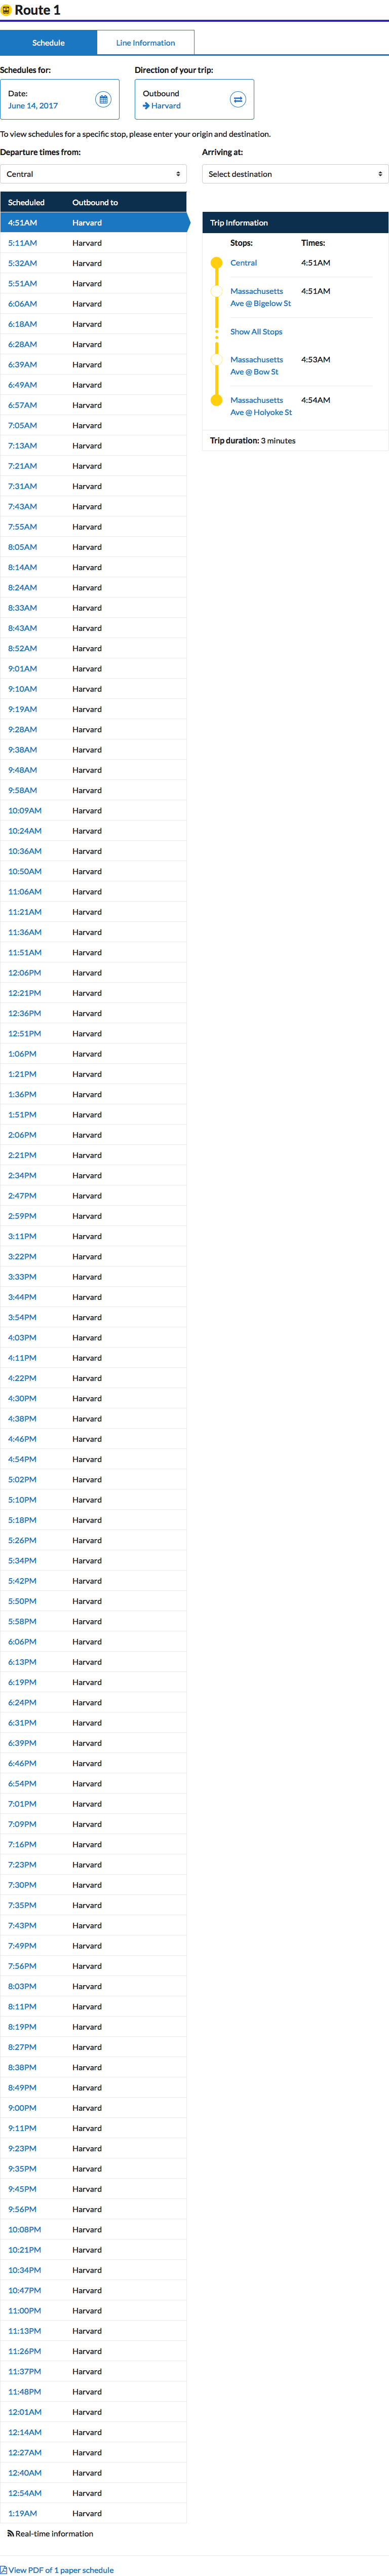 Route 1
Schedule Line Information
Schedules for: Direction of your trip:
Date: Outbound
June 14, 2017 Harvard
To view schedules for a specific stop, please enter your origin and destination.
Departure times from: Arriving at:
Central Select destination
Scheduled Outbound to
4:51AM Harvard
5:11AM Harvard
5:32AM Harvard
5:51AM Harvard
6:06AM Harvard
6:18AM Harvard
6:28AM Harvard
6:39AM Harvard
6:49AM Harvard
6:57AM Harvard
7:05AM Harvard
7:13AM Harvard
7:21AM Harvard
7:31AM Harvard
7:43AM Harvard
7:55AM Harvard
8:05AM Harvard
8:14AM Harvard
8:24AM Harvard
8:33AM Harvard
8:43AM Harvard
8:52AM Harvard
9:01AM Harvard
9:10AM Harvard
9:19AM Harvard
9:28AM Harvard
9:38AM Harvard
9:48AM Harvard
9:58AM Harvard
10:09AM Harvard
10:24AM Harvard
10:36AM Harvard
10:50AM Harvard
11:06AM Harvard
11:21AM Harvard
11:36AM Harvard
11:51AM Harvard
12:06PM Harvard
12:21PM Harvard
12:36PM Harvard
12:51PM Harvard
1:06PM Harvard
1:21PM Harvard
1:36PM Harvard
1:51PM Harvard
2:06PM Harvard
2:21PM Harvard
2:34PM Harvard
2:47PM Harvard
2:59PM Harvard
3:11PM Harvard
3:22PM Harvard
3:33PM Harvard
3:44PM Harvard
3:54PM Harvard
4:03PM Harvard
4:11PM Harvard
4:22PM Harvard
4:30PM Harvard
4:38PM Harvard
4:46PM Harvard
4:54PM Harvard
5:02PM Harvard
5:10PM Harvard
5:18PM Harvard
5:26PM Harvard
5:34PM Harvard
5:42PM Harvard
5:50PM Harvard
5:58PM Harvard
6:06PM Harvard
6:13PM Harvard
6:19PM Harvard
6:24PM Harvard
6:31PM Harvard
6:39PM Harvard
6:46PM Harvard
6:54PM Harvard
7:01PM Harvard
7:09PM Harvard
7:16PM Harvard
7:23PM Harvard
7:30PM Harvard
7:35PM Harvard
7:43PM Harvard
7:49PM Harvard
7:56PM Harvard
8:03PM Harvard
8:11PM Harvard
8:19PM Harvard
8:27PM Harvard
8:38PM Harvard
8:49PM Harvard
9:00PM Harvard
9:11PM Harvard
9:23PM Harvard
9:35PM Harvard
9:45PM Harvard
9:56PM Harvard
10:08PM Harvard
10:21PM Harvard
10:34PM Harvard
10:47PM Harvard
11:00PM Harvard
11:13PM Harvard
11:26PM Harvard
11:37PM Harvard
11:48PM Harvard
12:01AM Harvard
12:14AM Harvard
12:27AM Harvard
12:40AM Harvard
12:54AM Harvard
1:19AM Harvard
Real-time information
View PDF of 1 paper schedule
Trip Information
Stops: Times:
Central 4:51AM
Massachusetts 4:51AM
Ave @ Bigelow St
Show All Stops
Massachusetts 4:53AM
Ave @ Bow St
Massachusetts 4:54AM
Ave @ Holyoke St
Trip duration: 3 minutes